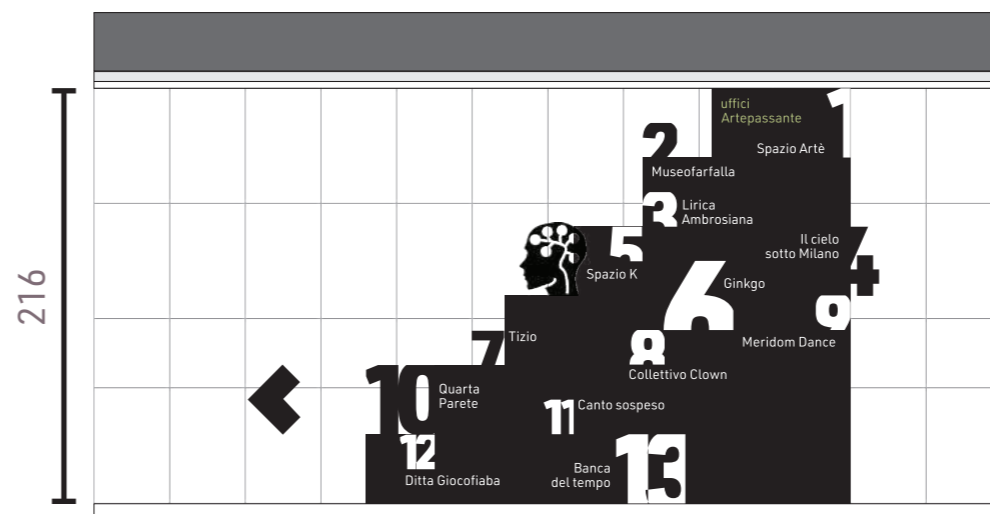 216
uffici
Artepassante
1
Spazio Artè
2
Museofarfalla
3
Lirica
Ambrosiana
Il cielo
sotto Milano
4
5
Spazio K
6
Ginkgo
7
Tizio
8
Collettivo Clown
9
Meridom Dance
10
Quarta
Parete
11
Canto sospeso
12
Ditta Giocofiaba
Banca
del tempo
13